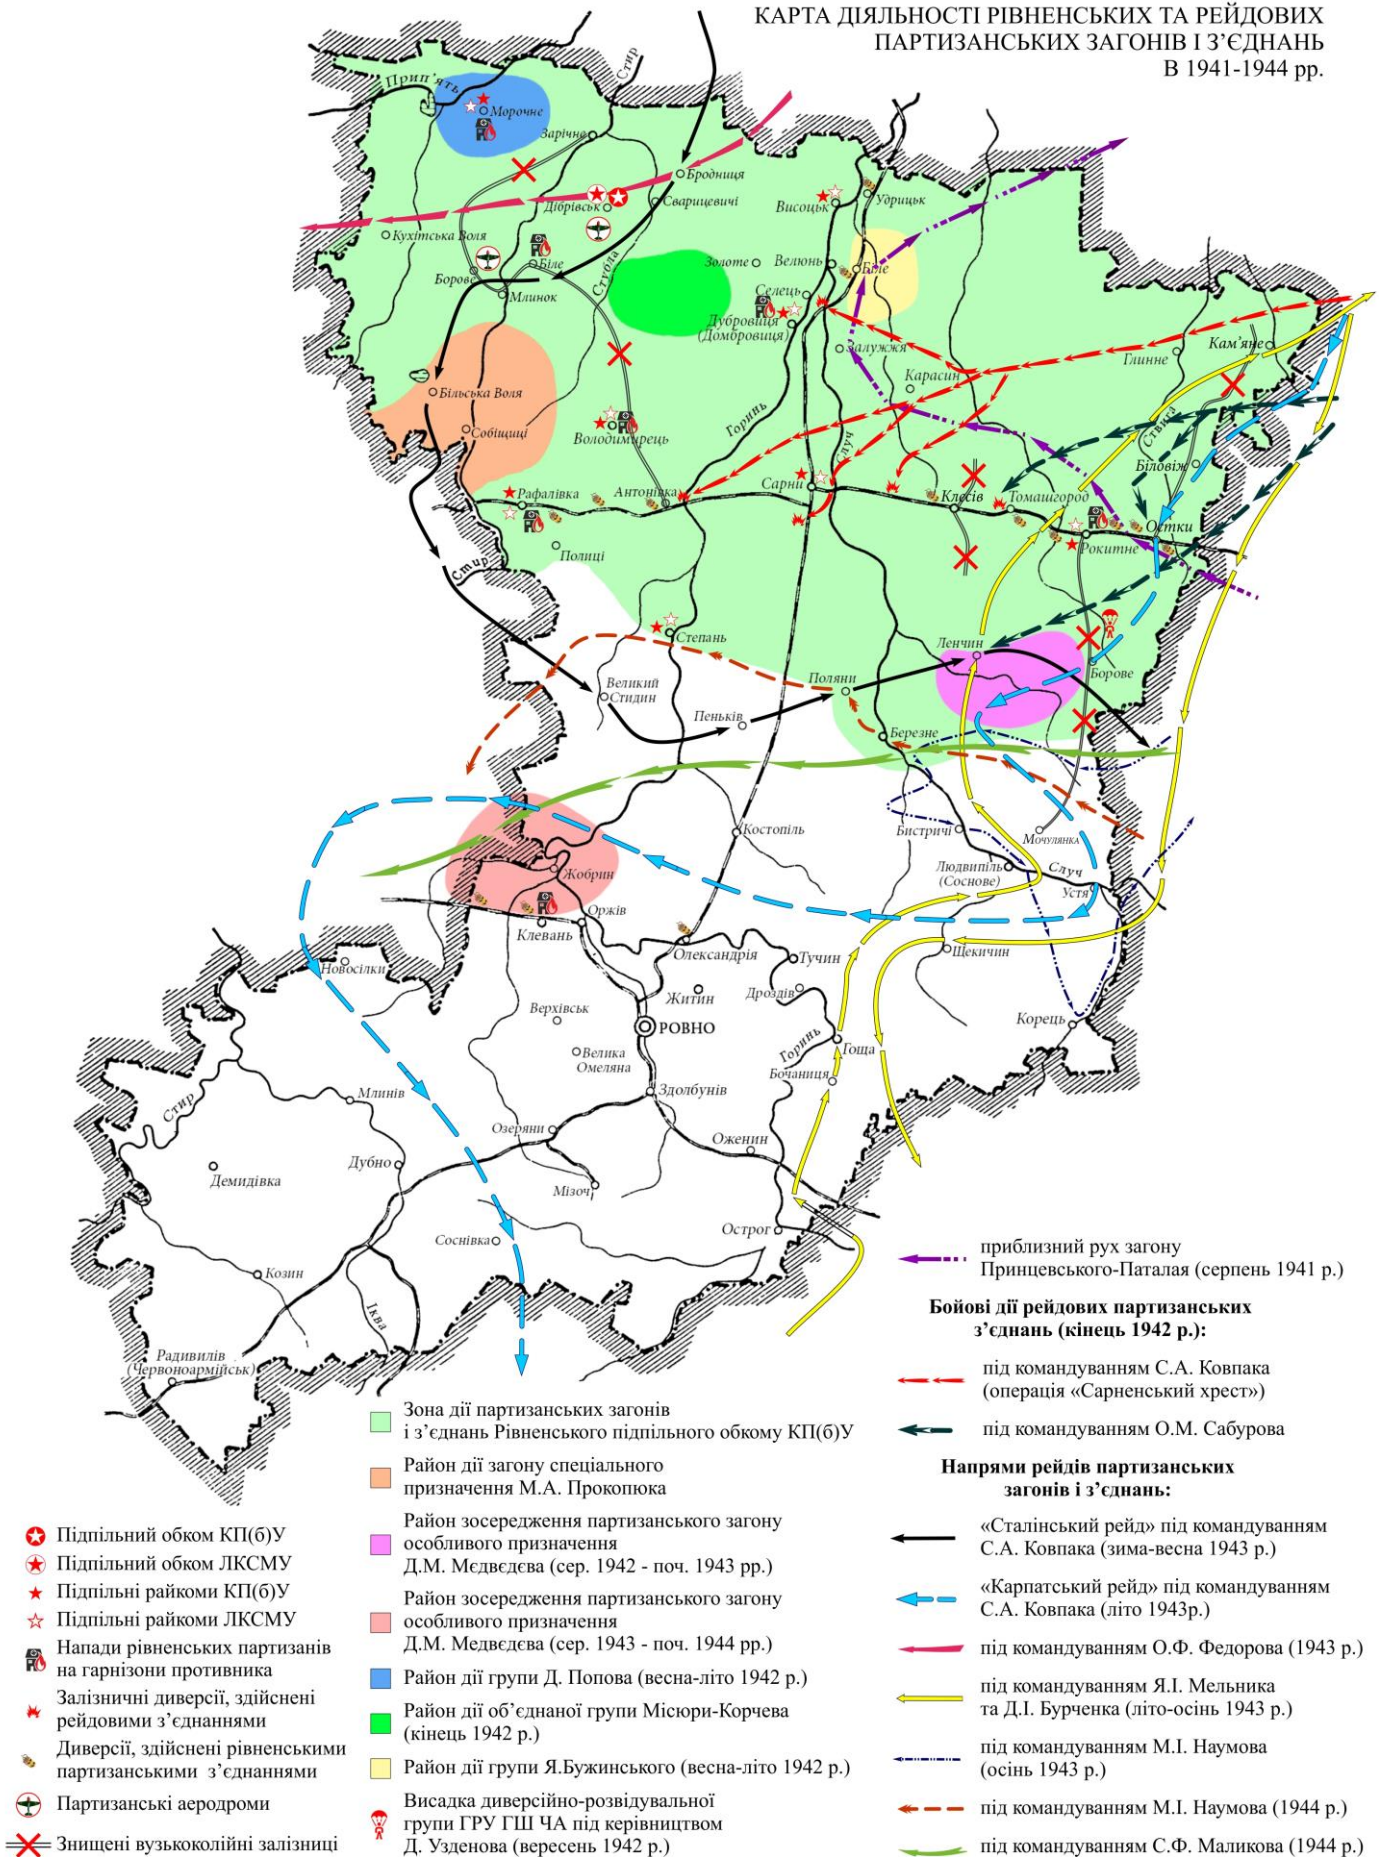 КАРТА ДІЯЛЬНОСТІ РІВНЕНСЬКИХ ТА РЕЙДОВИХ
ПАРТИЗАНСЬКИХ ЗАГОНІВ І З’ЄДНАНЬ
В 1941-1944 рр.
Прип’ять
Стир
Морочне
Зарічне
Бродниця
Дібрівськ
Сварицевичі
Висоцьк
Удрицьк
Кухітська Воля
Борове
Біле
Млинок
Стубла
Золоте
Велюнь
Біле
Селець
Дубровиця
(Домбровиця)
Залужжя
Глинне
Кам’яне
Карасин
Більська Воля
Собіщиці
Володимирець
Горинь
Случ
Ствига
Біловіж
Рафалівка
Антонівка
Сарни
Клесів
Томашгород
Остки
Рокитне
Полиці
Стир
Степань
Ленчин
Борове
Великий
Стидин
Поляни
Пеньків
Березне
Костопіль
Бистричі
Мочулянка
Жобрин
Людвипіль
(Соснове)
Случ
Устя
Клевань
Оржів
Олександрія
Тучин
Щекичин
Новосілки
Житин
Дроздів
Верхівськ
РОВНО
Корець
Горинь
Гоща
Велика
Омеляна
Бочаниця
Стир
Млинів
Здолбунів
Озеряни
Оженин
Демидівка
Дубно
Мізоч
Острог
Соснівка
Козин
Іква
Радивилів
(Червоноармійськ)
приблизний рух загону
Принцевського-Паталая (серпень 1941 р.)
Бойові дії рейдових партизанських
з’єднань (кінець 1942 р.):
під командуванням С.А. Ковпака
(операція «Сарненський хрест»)
під командуванням О.М. Сабурова
Напрями рейдів партизанських
загонів і з’єднань:
«Сталінський рейд» під командуванням
С.А. Ковпака (зима-весна 1943 р.)
«Карпатський рейд» під командуванням
С.А. Ковпака (літо 1943р.)
під командуванням О.Ф. Федорова (1943 р.)
під командуванням Я.І. Мельника
та Д.І. Бурченка (літо-осінь 1943 р.)
під командуванням М.І. Наумова
(осінь 1943 р.)
під командуванням М.І. Наумова (1944 р.)
під командуванням С.Ф. Маликова (1944 р.)
Зона дії партизанських загонів
і з’єднань Рівненського підпільного обкому КП(б)У
Район дії загону спеціального
призначення М.А. Прокопюка
Район зосередження партизанського загону
особливого призначення
Д.М. Мєдвєдєва (сер. 1942 - поч. 1943 рр.)
Район зосередження партизанського загону
особливого призначення
Д.М. Медвєдєва (сер. 1943 - поч. 1944 рр.)
Район дії групи Д. Попова (весна-літо 1942 р.)
Район дії об’єднаної групи Місюри-Корчева
(кінець 1942 р.)
Район дії групи Я.Бужинського (весна-літо 1942 р.)
Висадка диверсійно-розвідувальної
групи ГРУ ГШ ЧА під керівництвом
Д. Узденова (вересень 1942 р.)
Підпільний обком КП(б)У
Підпільний обком ЛКСМУ
Підпільні райкоми КП(б)У
Підпільні райкоми ЛКСМУ
Напади рівненських партизанів
на гарнізони противника
Залізничні диверсії, здійснені
рейдовими з’єднаннями
Диверсії, здійснені рівненськими
партизанськими з’єднаннями
Партизанські аеродроми
Знищені вузькоколійні залізниці